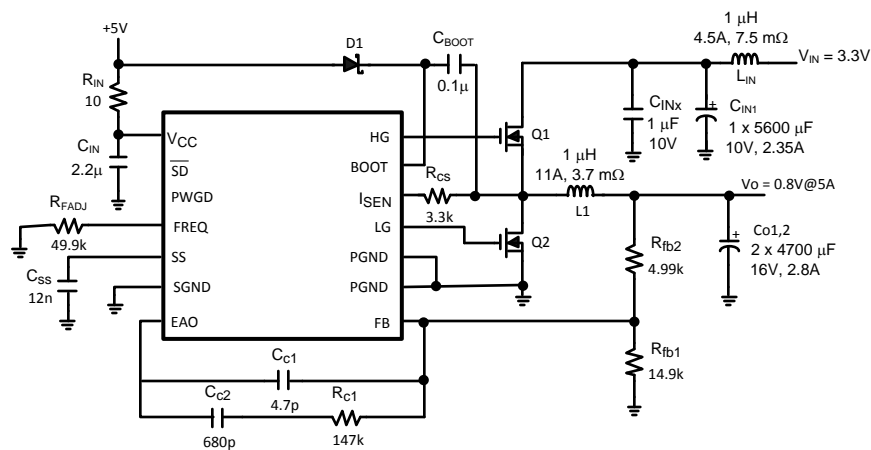 +5V
RIN
10
CIN
2.2µ
D1
CBOOT
0.1µ
1 µH
4.5A, 7.5 mΩ
LIN
VIN = 3.3V
CINx
1 µF
10V
CIN1
+
1 x 5600 µF
10V, 2.35A
VCC
SD
PWGD
FREQ
SS
SGND
EAO
HG
BOOT
ISEN
LG
PGND
PGND
FB
RFADJ
49.9k
CSS
12n
RCS
3.3k
Q1
Q2
1 µH
11A, 3.7 mΩ
L1
Vo = 0.8V@5A
+
Co1,2
2 x 4700 µF
16V, 2.8A
Rfb2
4.99k
Rfb1
14.9k
Cc1
4.7p
Cc2
680p
Rc1
147k